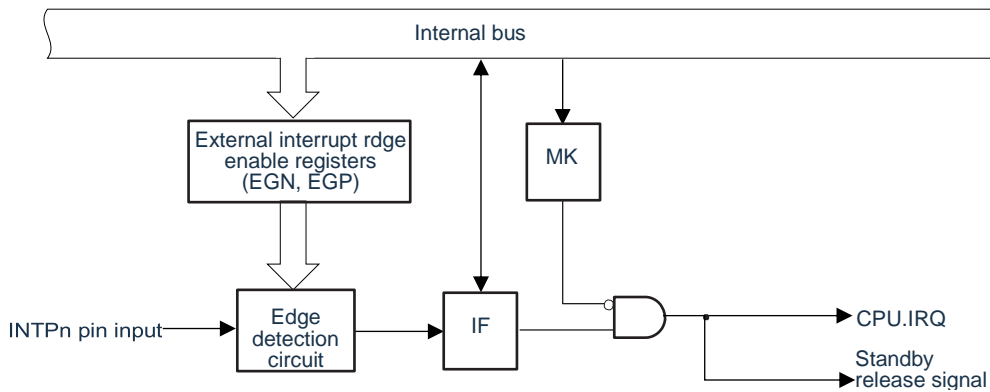 Internal bus
External interrupt rdge
enable registers
(EGN, EGP)
MK
INTPn pin input
Edge
detection
circuit
IF
CPU.IRQ
Standby
release signal